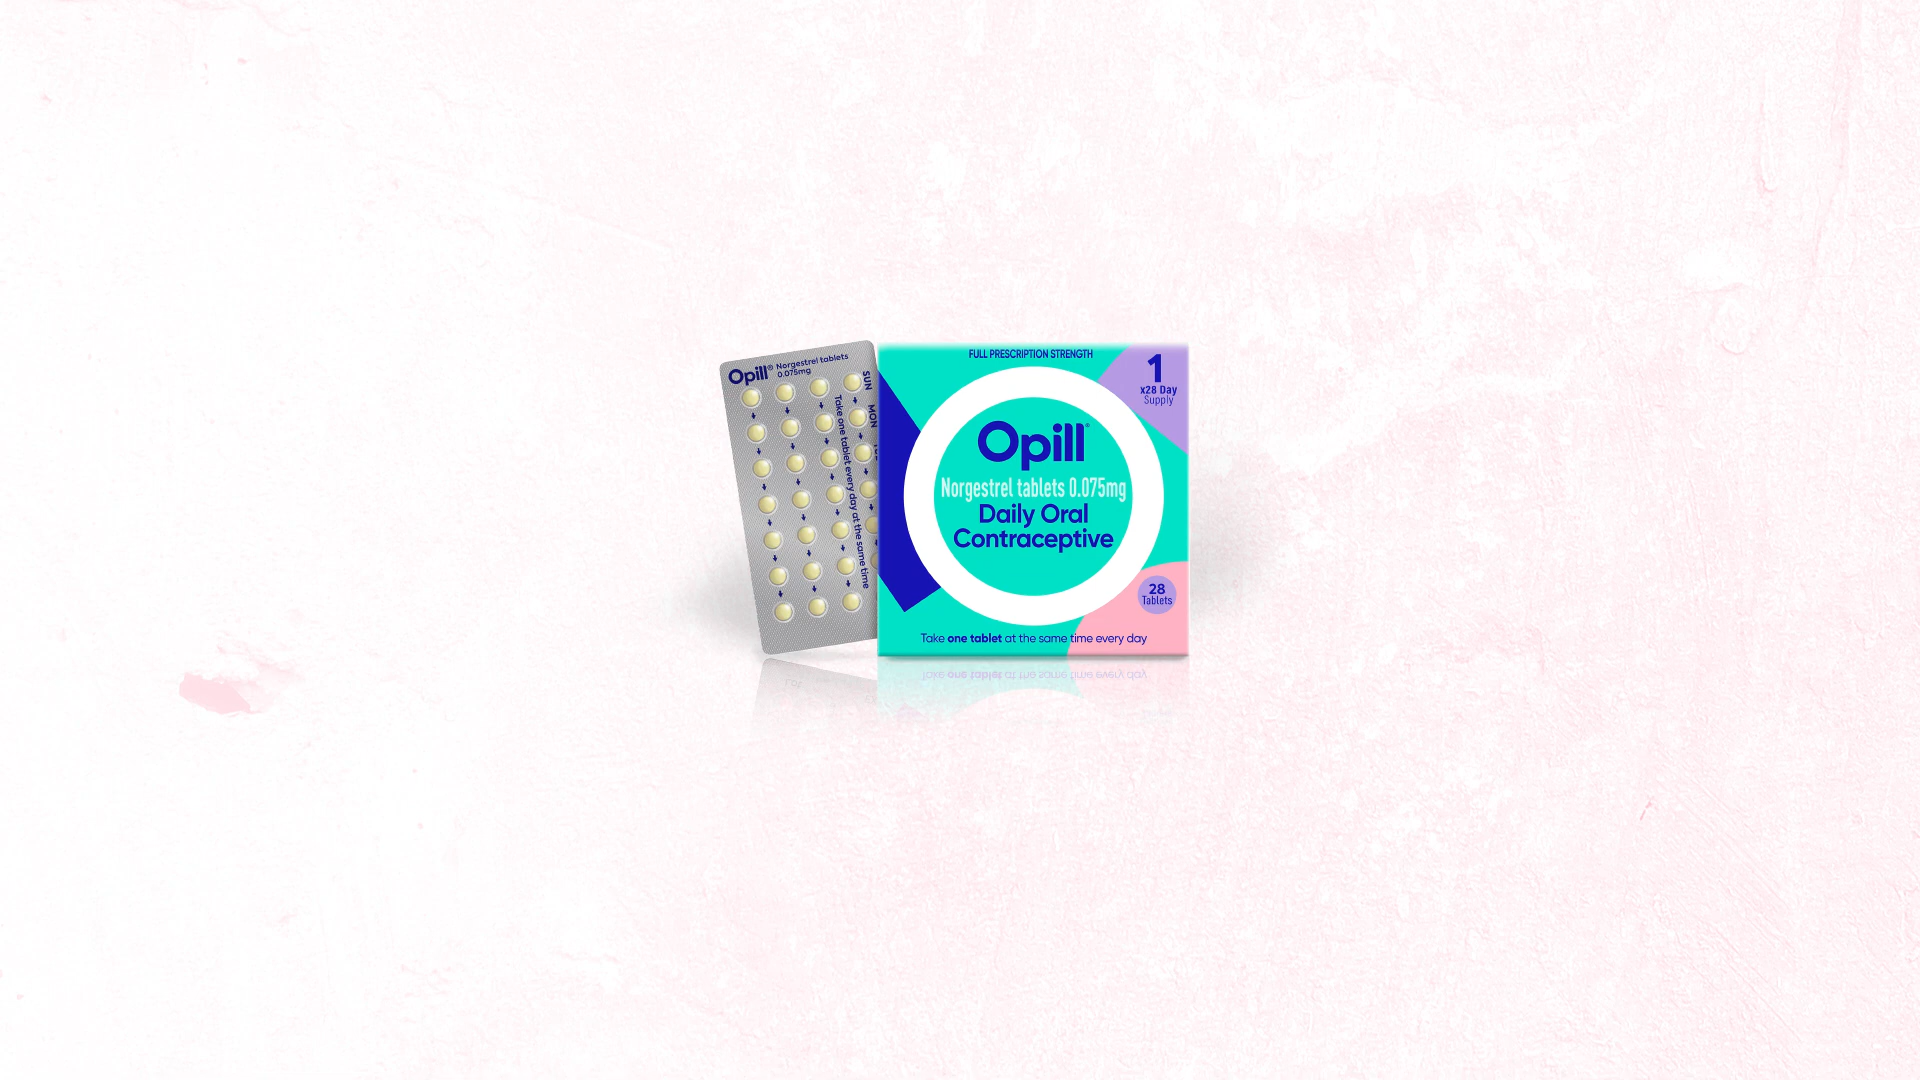 Opill® Norgestrel tablets
0.075mg
SUN
MON
Take one tablet every day at the same time
FULL PRESCRIPTION STRENGTH
1
x28 Day
Supply
Opill®
Norgestrel tablets 0.075mg
Daily Oral
Contraceptive
28
Tablets
Take one tablet at the same time every day